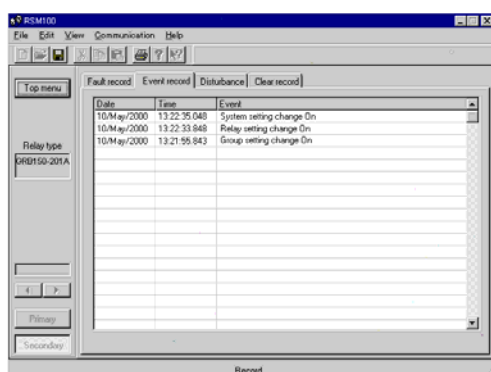 RSM100
File Edit View Communication Help
Top menu
Fault record Event record Disturbance Clear record
Date Time Event
10/May/2000 13:22:35.048 System setting change On
10/May/2000 13:22:33.848 Relay setting change On
10/May/2000 13:21:55.843 Group setting change On
Relay type
GRB150-201A
Primary
Secondary
Record